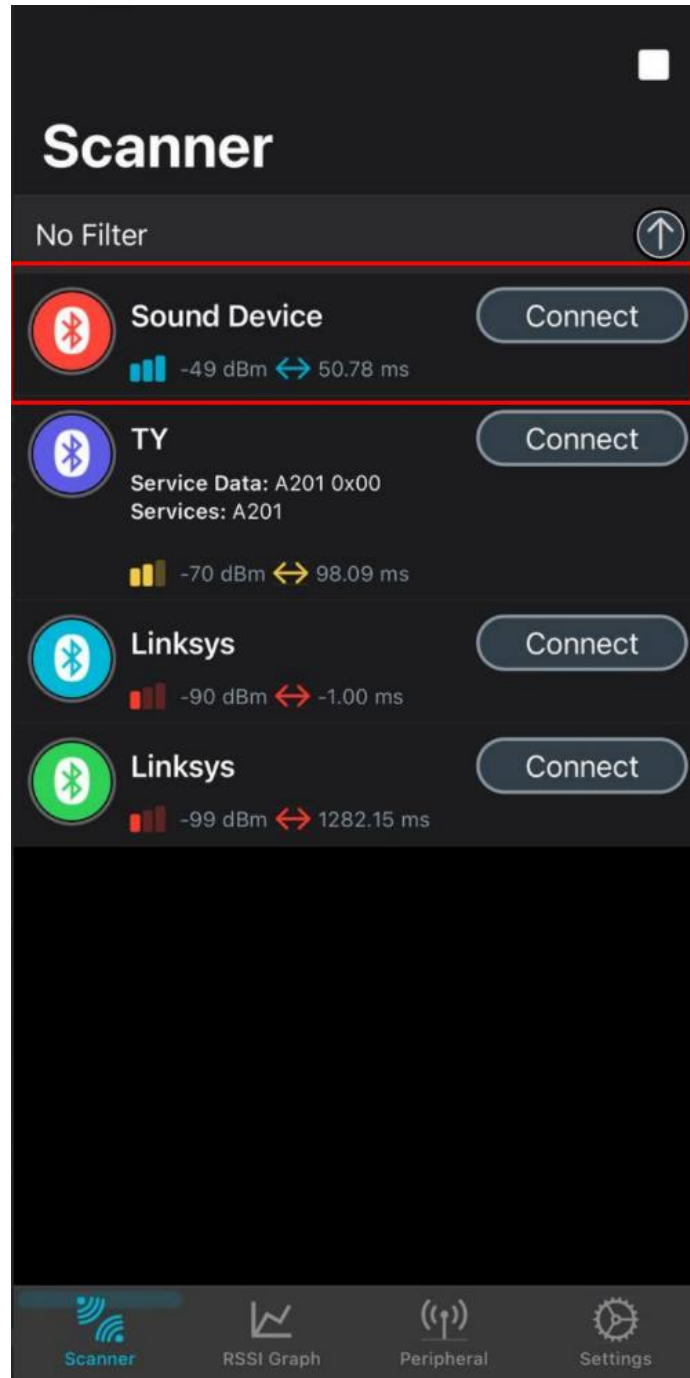 Scanner
No Filter
Sound Device
Connect
-49 dBm 50.78 ms
TY
Connect
Service Data: A201 0x00
Services: A201
-70 dBm 98.09 ms
Linksys
Connect
-90 dBm -1.00 ms
Linksys
Connect
-99 dBm 1282.15 ms
Scanner
RSSI Graph
Peripheral
Settings